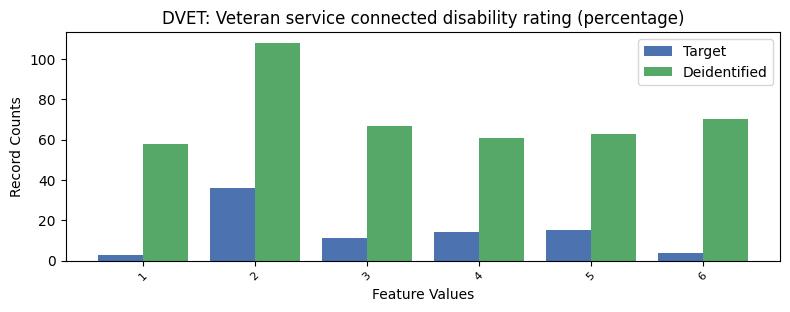 DVET: Veteran service connected disability rating (percentage)
Target
Deidentified
Record Counts
100
80
60
40
20
0
1 2 3 4 5 6
Feature Values